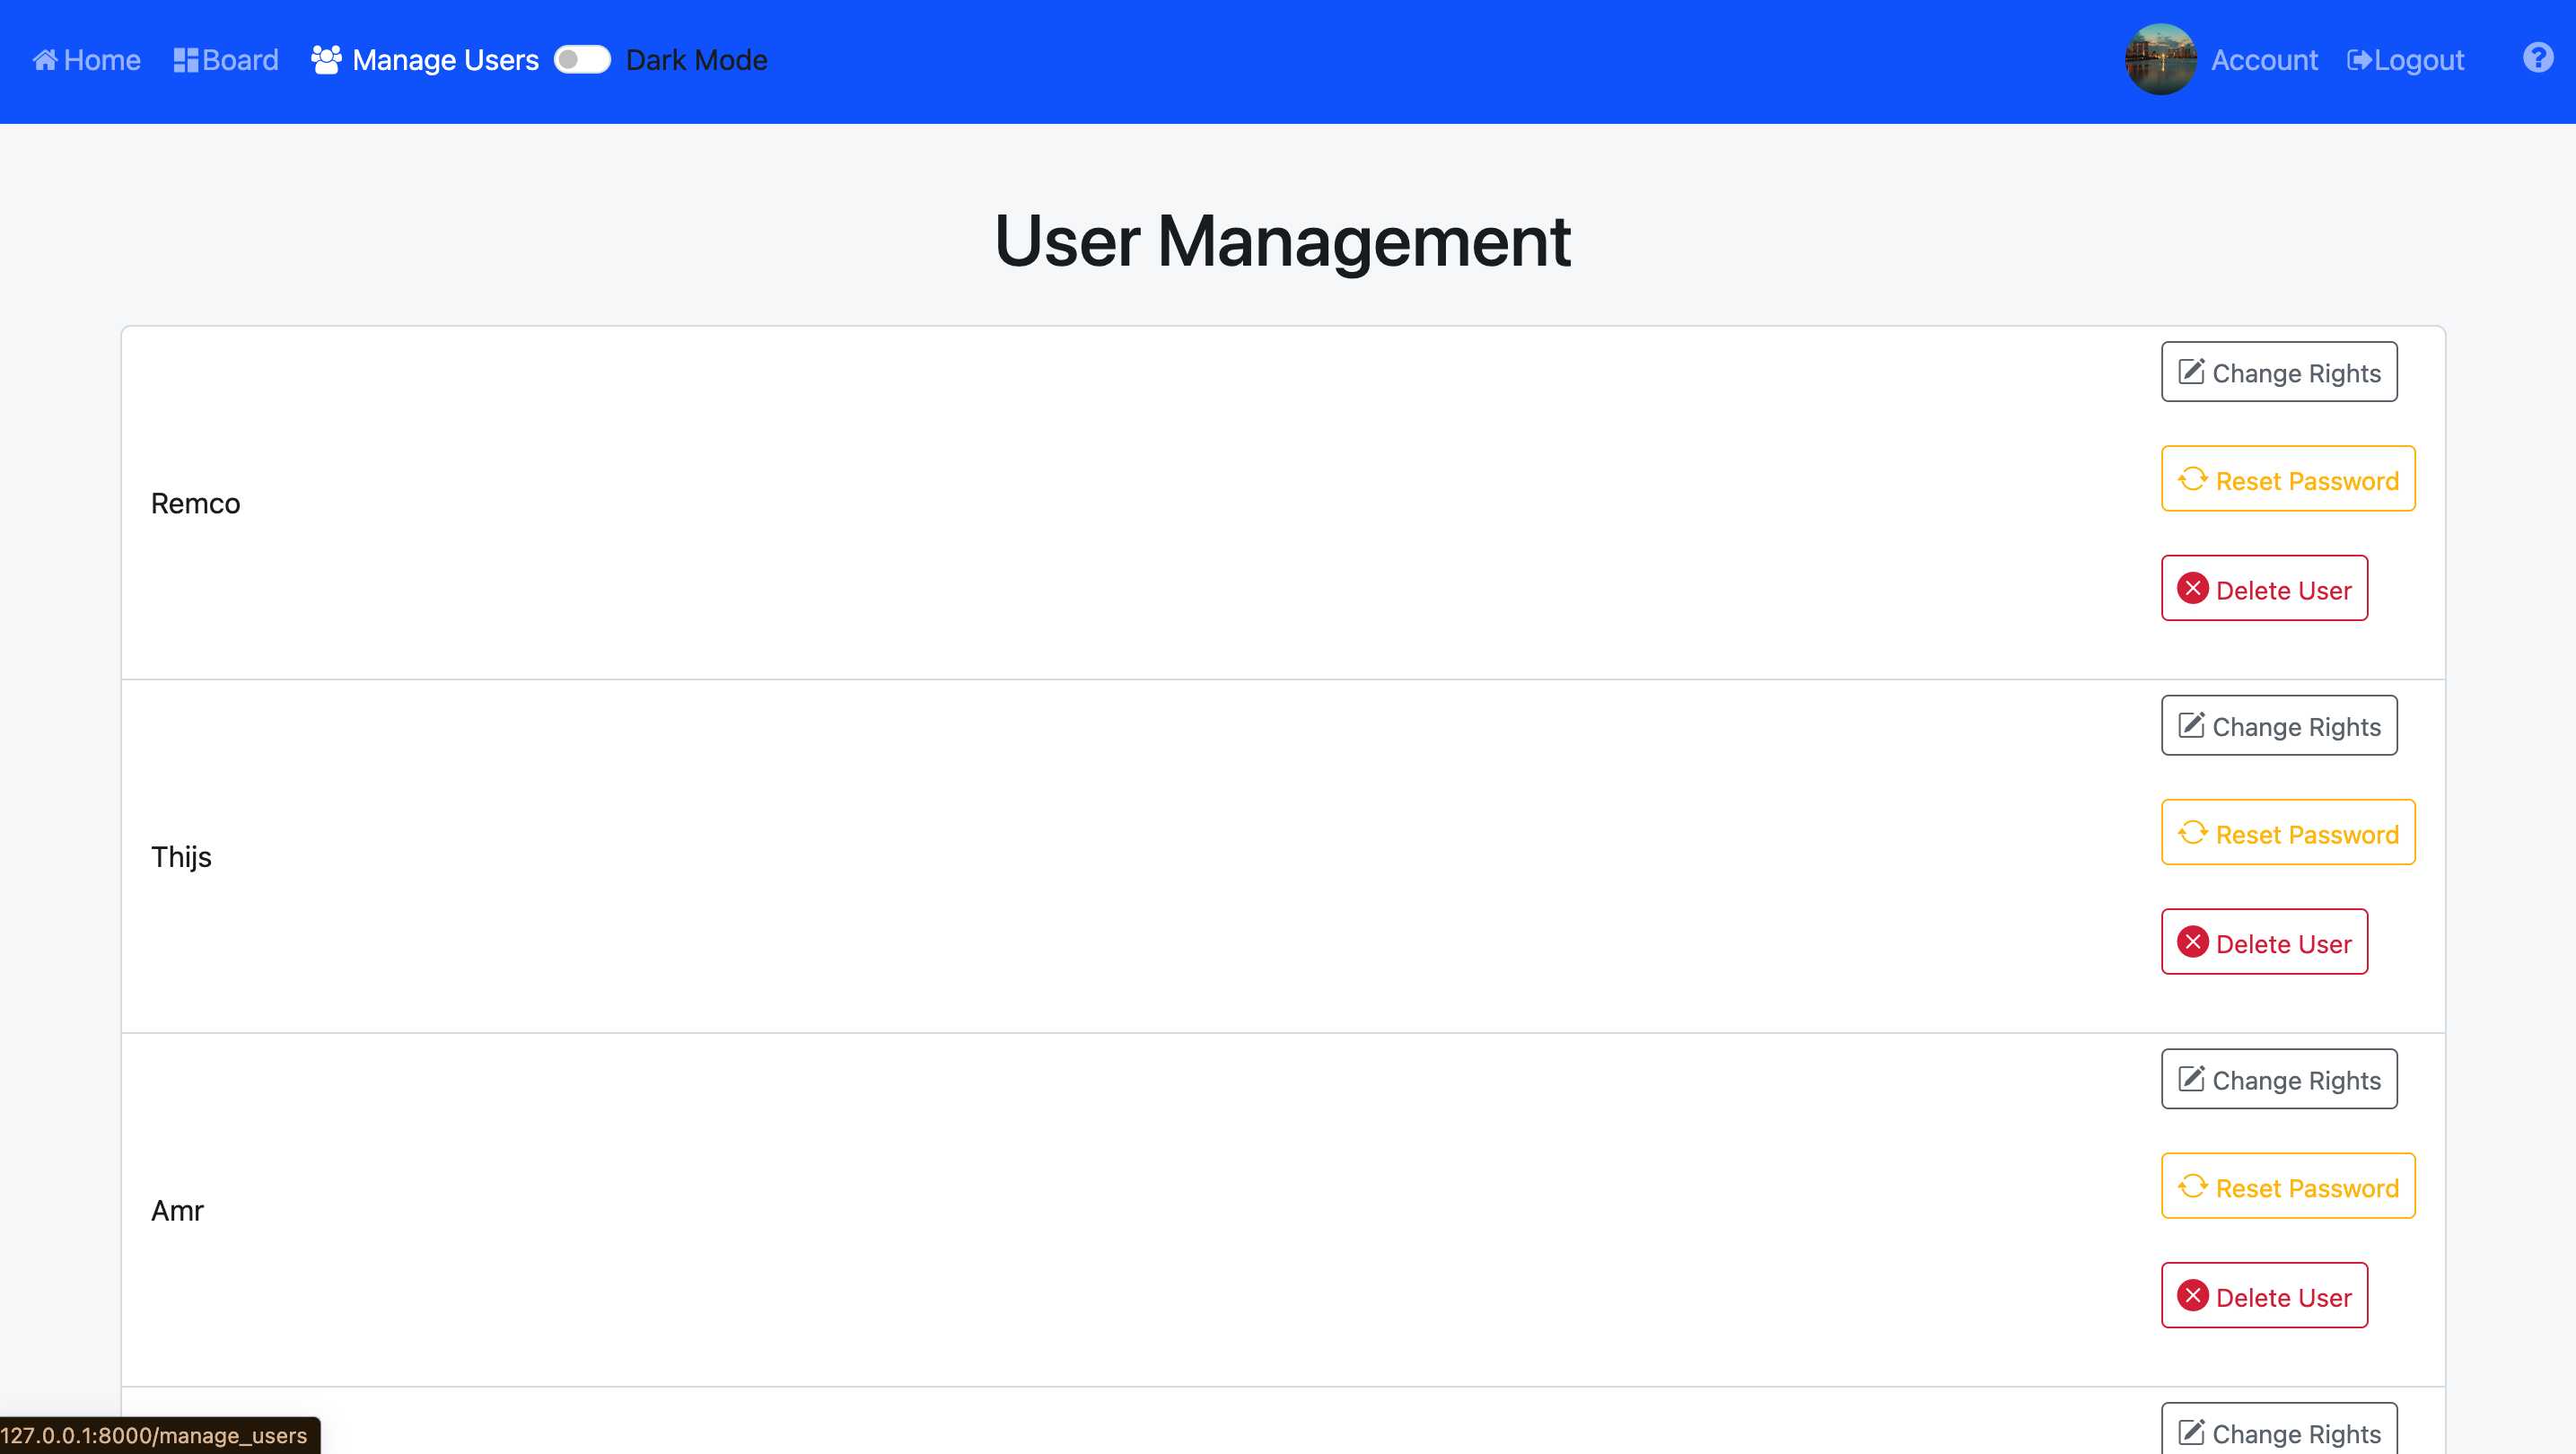 Home Board Manage Users Dark Mode Account Logout ?
User Management
Change Rights
Remco
Reset Password
Delete User
Change Rights
Thijs
Reset Password
Delete User
Change Rights
Amr
Reset Password
Delete User
Change Rights
127.0.0.1:8000/manage_users